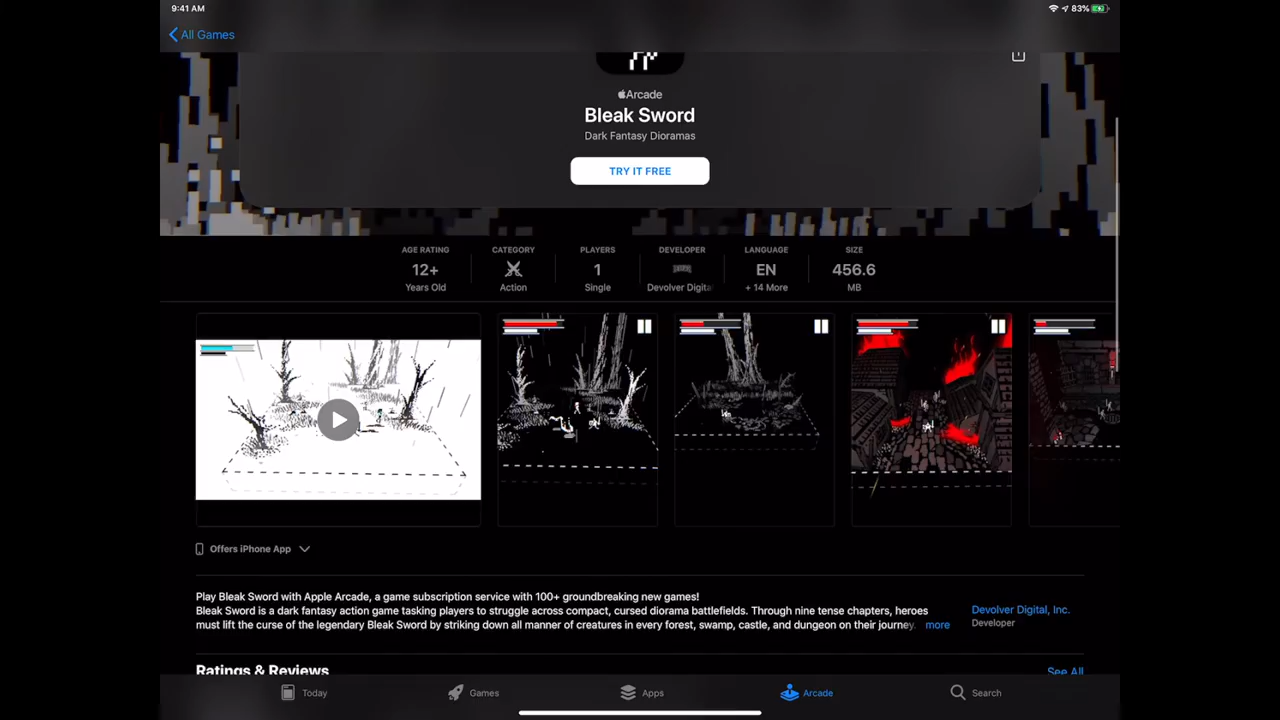 9:41 AM
83%
All Games
Arcade
Bleak Sword
Dark Fantasy Dioramas
TRY IT FREE
AGE RATING
12+
Years Old
CATEGORY
Action
PLAYERS
1
Single
DEVELOPER
Devolver Digita
LANGUAGE
EN
+ 14 More
SIZE
456.6
MB
Offers iPhone App
Play Bleak Sword with Apple Arcade, a game subscription service with 100+ groundbreaking new games!
Bleak Sword is a dark fantasy action game tasking players to struggle across compact, cursed diorama battlefields. Through nine tense chapters, heroes
must lift the curse of the legendary Bleak Sword by striking down all manner of creatures in every forest, swamp, castle, and dungeon on their journey. more
Devolver Digital, Inc.
Developer
Ratings & Reviews
See All
Today
Games
Apps
Arcade
Search